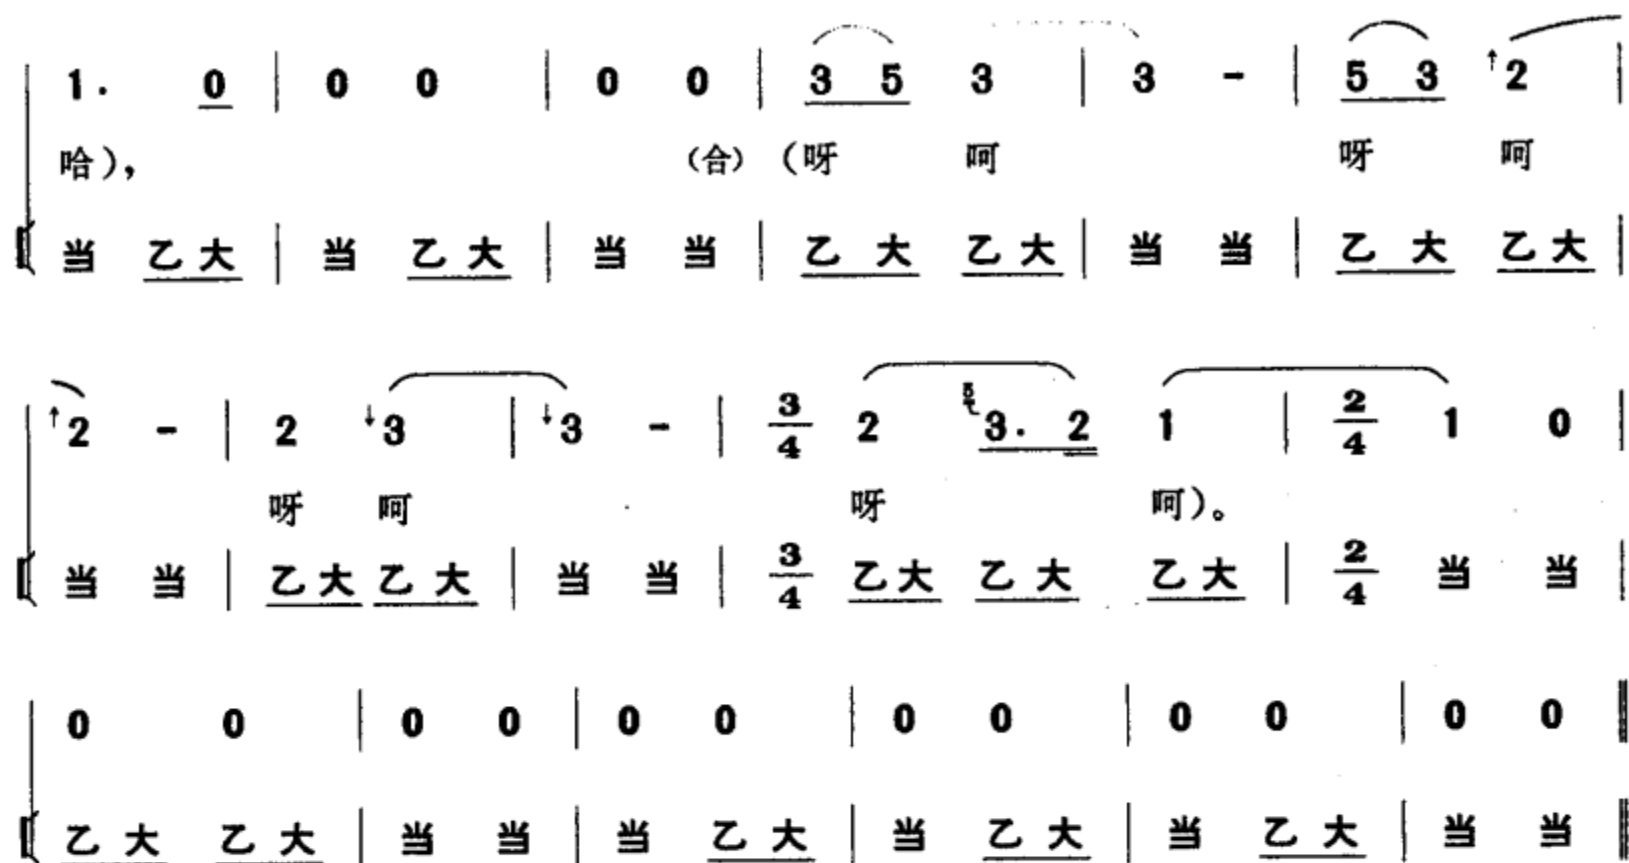 1. 0 | 0 0 | 0 0 | 3 5 3 | 3 - | 5 3 ↑2 |
哈), (合) (呀 呵 呀 呵
当 乙大 | 当 乙大 | 当 当 | 乙大 乙大 | 当 当 | 乙大 乙大 |
↑2 - | 2 ↓3 | ↓3 - | 3/4 2 5 3. 2 1 | 2/4 1 0 |
呀 呵 呀 呵)。
当 当 | 乙大 乙大 | 当 当 | 3/4 乙大 乙大 乙大 | 2/4 当 当 |
0 0 | 0 0 | 0 0 | 0 0 | 0 0 | 0 0 ‖
乙大 乙大 | 当 当 | 当 乙大 | 当 乙大 | 当 乙大 | 当 当 ‖